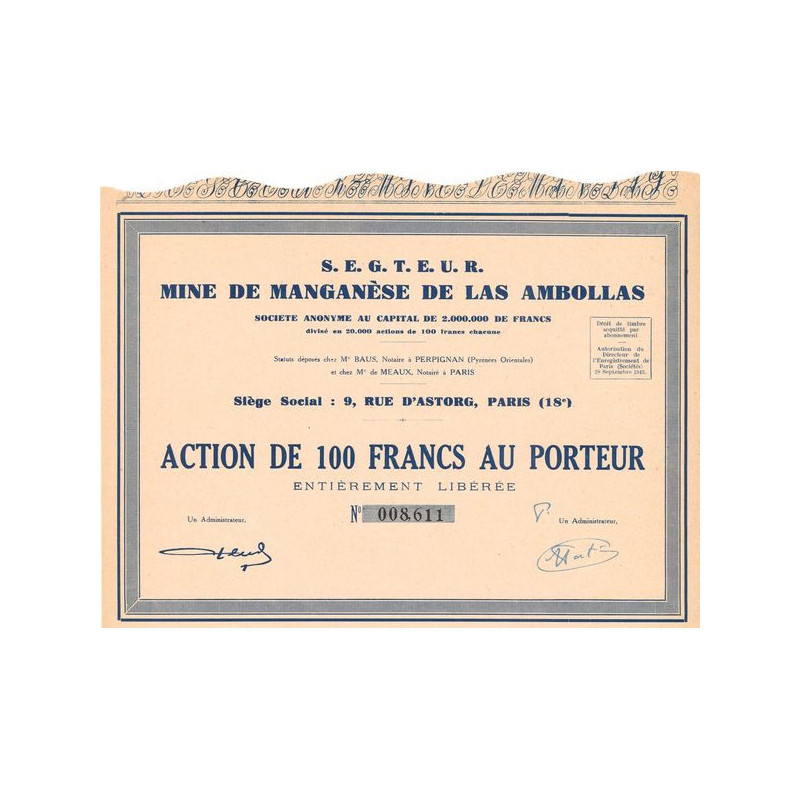 S. E. G. T. E. U. R.
MINE DE MANGANÈSE DE LAS AMBOLLAS
SOCIETE ANONYME AU CAPITAL DE 2.000.000 DE FRANCS
divisé en 20.000 actions de 100 francs chacune
Droit de timbre
acquitté par
abonnement
Autorisation du
Directeur de
l'Enregistrement de
Paris (Sociétés)
Septembre
Statuts déposés chez Mᵉ BAUS, Notaire à PERPIGNAN (Pyrénées Orientales)
et chez Mᵉ de MEAUX, Notaire à PARIS
Siège Social : 9, RUE D'ASTORG, PARIS (18ᵉ)
ACTION DE 100 FRANCS AU PORTEUR
ENTIÈREMENT LIBÉRÉE
Nº 008,611
Un Administrateur,
P. Un Administrateur,